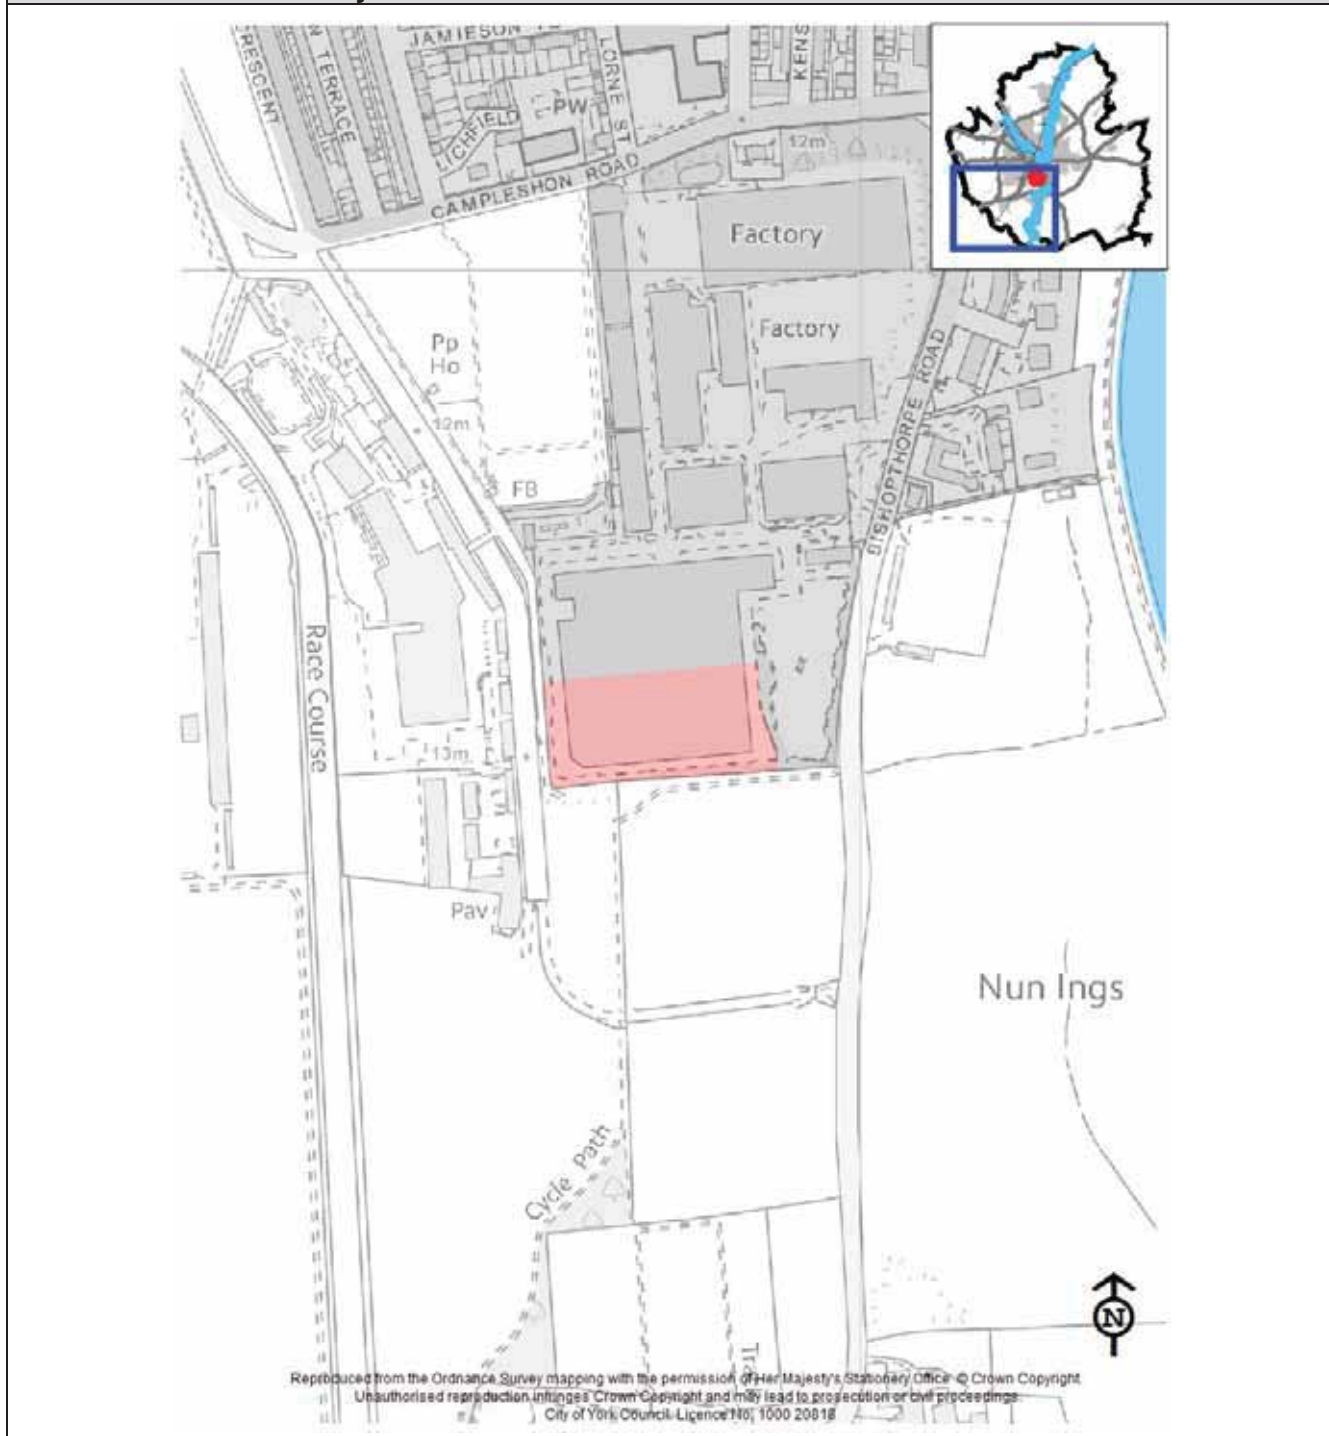 JAMIESON
RESCENT
N TERRACE
LORNE ST
KENS
PW
LICHFIELD
12m
CAMPLESHON ROAD
Factory
Factory
Pp
Ho
12m
BISHOPTHORPE ROAD
FB
Race Course
13m
Pav
Nun Ings
Cycle Path
N
Reproduced from the Ordnance Survey mapping with the permission of Her Majesty's Stationery Office © Crown Copyright.
Unauthorised reproduction infringes Crown Copyright and may lead to prosecution or civil proceedings.
City of York Council. Licence No. 1000 20818